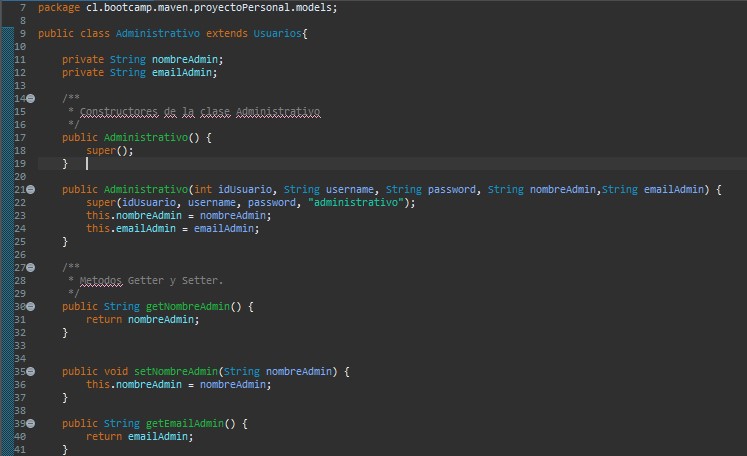 7 package cl.bootcamp.maven.proyectoPersonal.models;
8
9 public class Administrativo extends Usuarios{
10
11     private String nombreAdmin;
12     private String emailAdmin;
13
14     /**
15      * Constructores de la clase Administrativo
16      */
17     public Administrativo() {
18         super();
19     }
20
21     public Administrativo(int idUsuario, String username, String password, String nombreAdmin,String emailAdmin) {
22         super(idUsuario, username, password, "administrativo");
23         this.nombreAdmin = nombreAdmin;
24         this.emailAdmin = emailAdmin;
25     }
26
27     /**
28      * Metodos Getter y Setter.
29      */
30     public String getNombreAdmin() {
31         return nombreAdmin;
32     }
33
34
35     public void setNombreAdmin(String nombreAdmin) {
36         this.nombreAdmin = nombreAdmin;
37     }
38
39     public String getEmailAdmin() {
40         return emailAdmin;
41     }